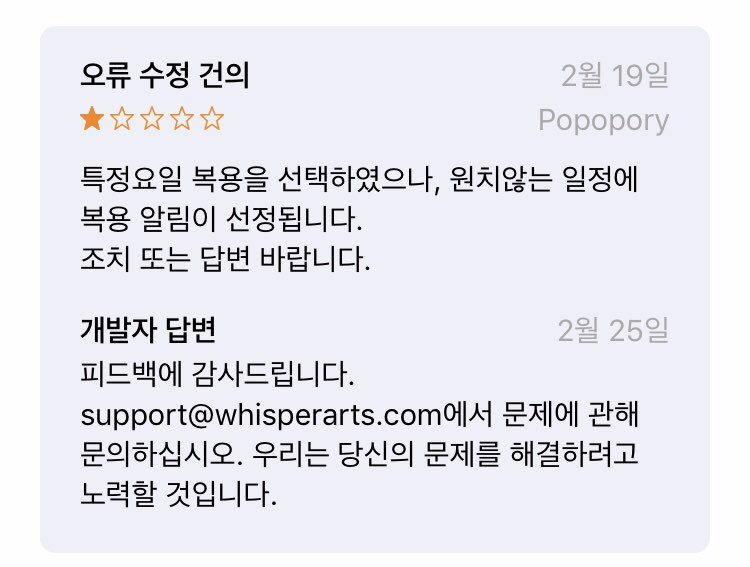 오류 수정 건의
2월 19일
Popopory
특정요일 복용을 선택하였으나, 원치않는 일정에
복용 알림이 선정됩니다.
조치 또는 답변 바랍니다.
개발자 답변
2월 25일
피드백에 감사드립니다.
support@whisperarts.com에서 문제에 관해
문의하십시오. 우리는 당신의 문제를 해결하려고
노력할 것입니다.